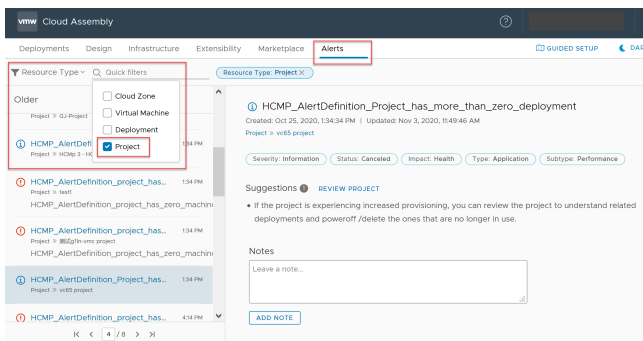 vmw Cloud Assembly
Deployments Design Infrastructure Extensibility Marketplace Alerts GUIDED SETUP DAR
Resource Type Quick filters Resource Type: Project
Cloud Zone
Virtual Machine
Deployment
Project
Older
Project » GJ-Project
HCMP_AlertDefi 1:34 PM
Project » HCMp 3 - HC
HCMP_AlertDefinition_project_has... 1:34 PM
Project » test1
HCMP_AlertDefinition_project_has_zero_machine
HCMP_AlertDefinition_project_has... 1:34 PM
HCMP_AlertDefinition_project_has_zero_machine
HCMP_AlertDefinition_Project_has... 1:34 PM
Project » vc65 project
HCMP_AlertDefinition_project_has... 4:14 PM
4 / 8
HCMP_AlertDefinition_Project_has_more_than_zero_deployment
Created: Oct 25, 2020, 1:34:34 PM | Updated: Nov 3, 2020, 11:49:46 AM
Project » vc65 project
Severity: Information Status: Canceled Impact: Health Type: Application Subtype: Performance
Suggestions REVIEW PROJECT
• If the project is experiencing increased provisioning, you can review the project to understand related
deployments and poweroff /delete the ones that are no longer in use.
Notes
Leave a note...
ADD NOTE